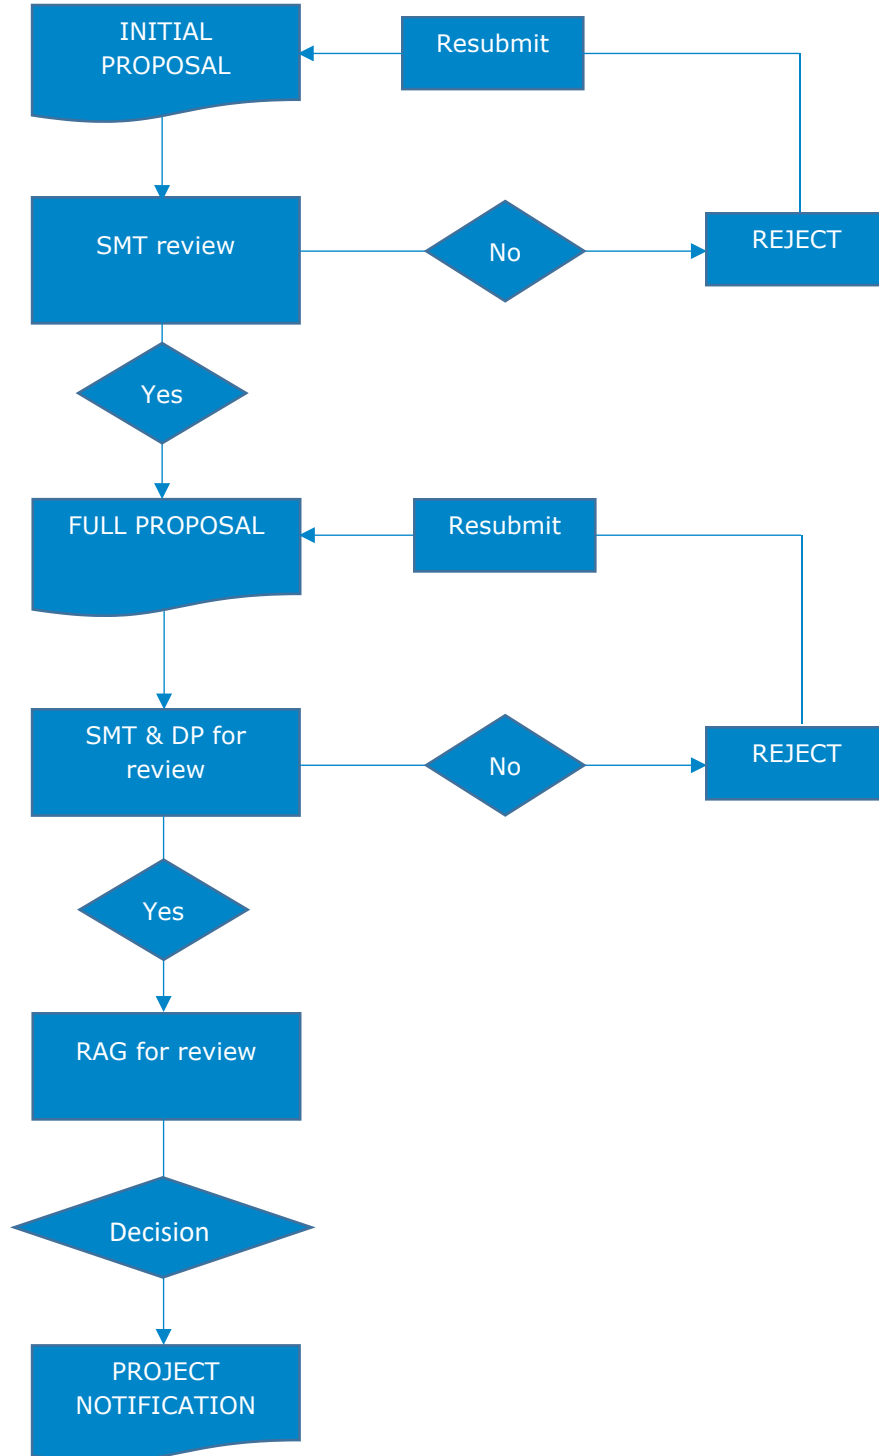 INITIAL
PROPOSAL
Resubmit
SMT review
No
REJECT
Yes
FULL PROPOSAL
Resubmit
SMT & DP for
review
No
REJECT
Yes
RAG for review
Decision
PROJECT
NOTIFICATION